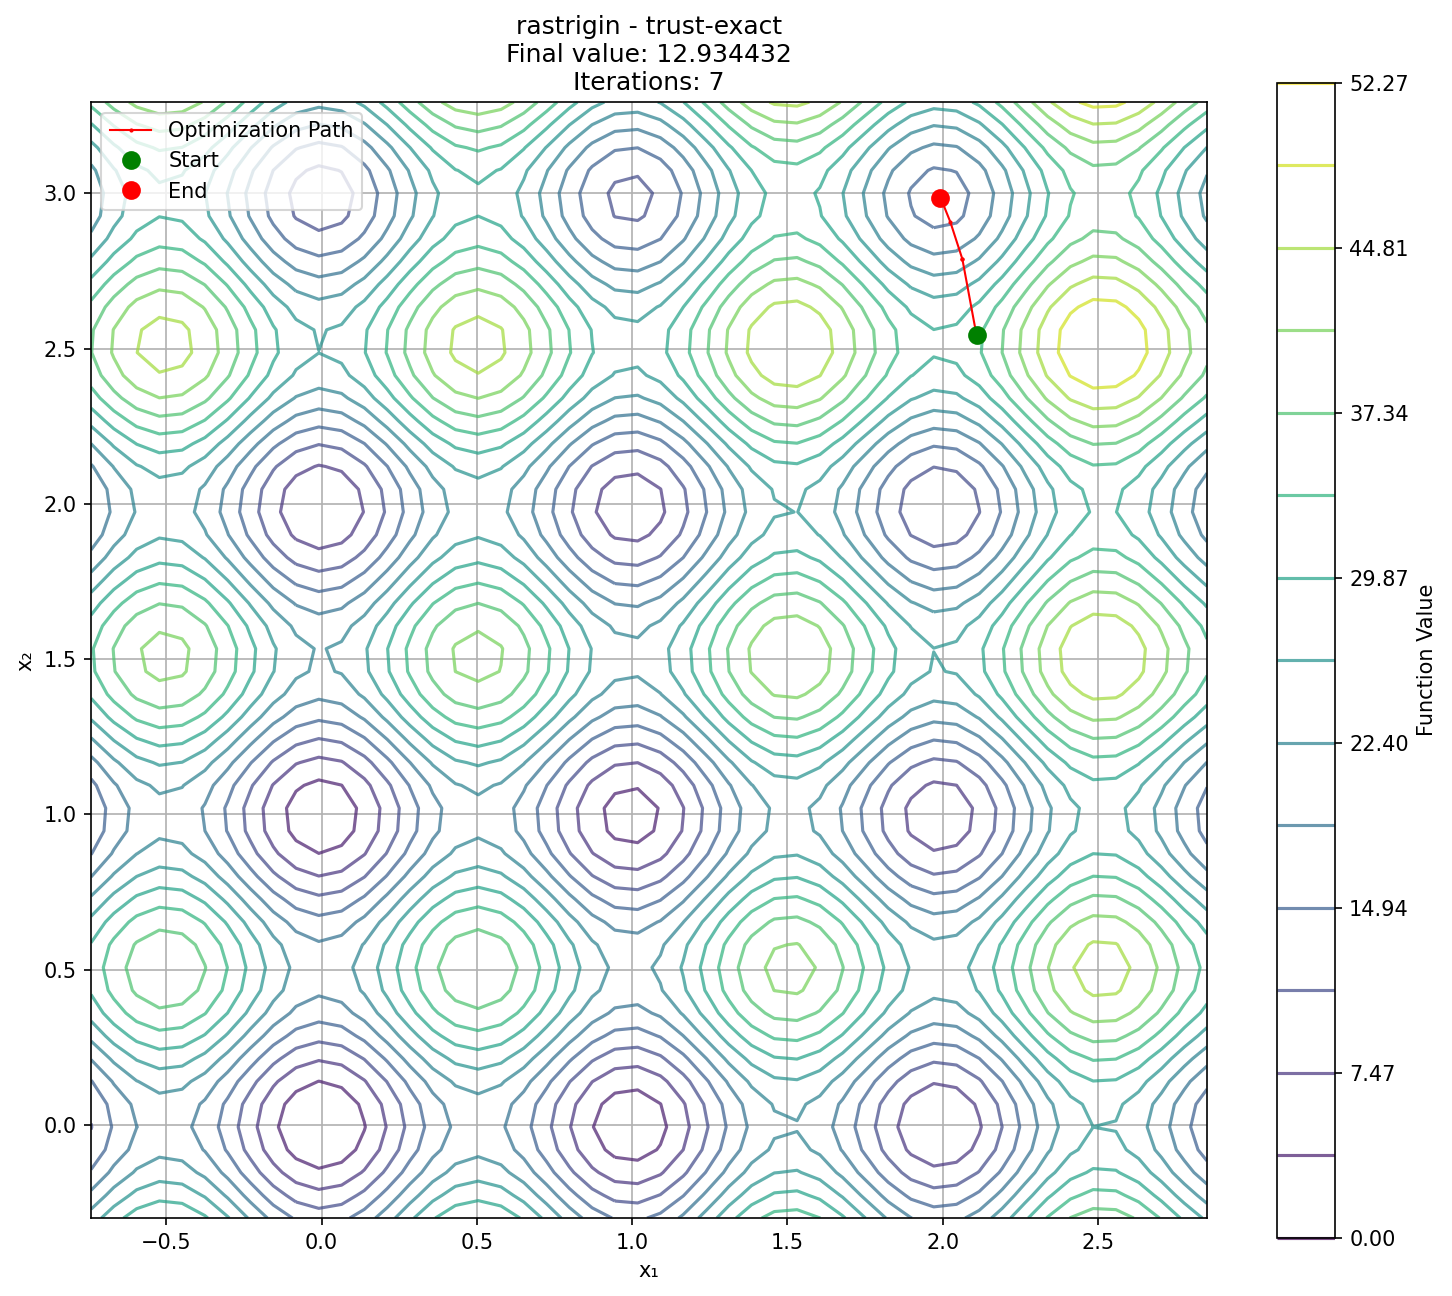 rastrigin - trust-exact
Final value: 12.934432
Iterations: 7
Optimization Path
Start
End
3.0
2.5
2.0
1.5
1.0
0.5
0.0
x₂
−0.5
0.0
0.5
1.0
1.5
2.0
2.5
x₁
52.27
44.81
37.34
29.87
22.40
14.94
7.47
0.00
Function Value